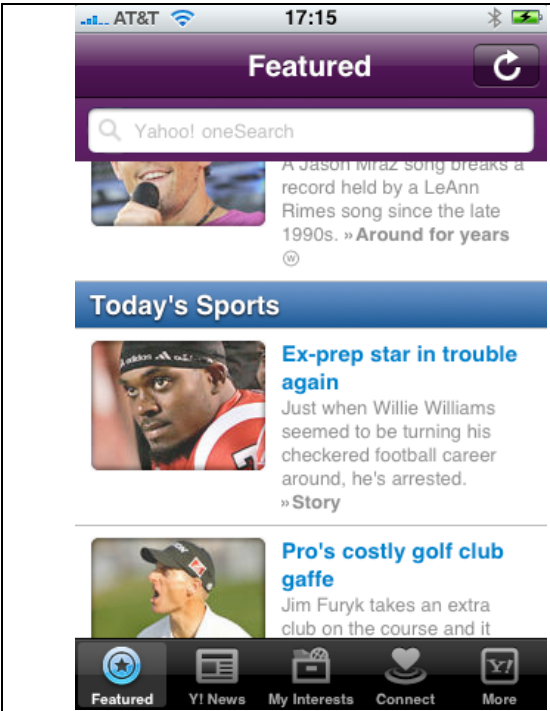 AT&T 17:15
Featured
Yahoo! oneSearch
A Jason Mraz song breaks a
record held by a LeAnn
Rimes song since the late
1990s. »Around for years
w
Today's Sports
adidas
Ex-prep star in trouble
again
Just when Willie Williams
seemed to be turning his
checkered football career
around, he's arrested.
»Story
Pro's costly golf club
gaffe
Jim Furyk takes an extra
club on the course and it
Y!
Featured Y! News My Interests Connect More